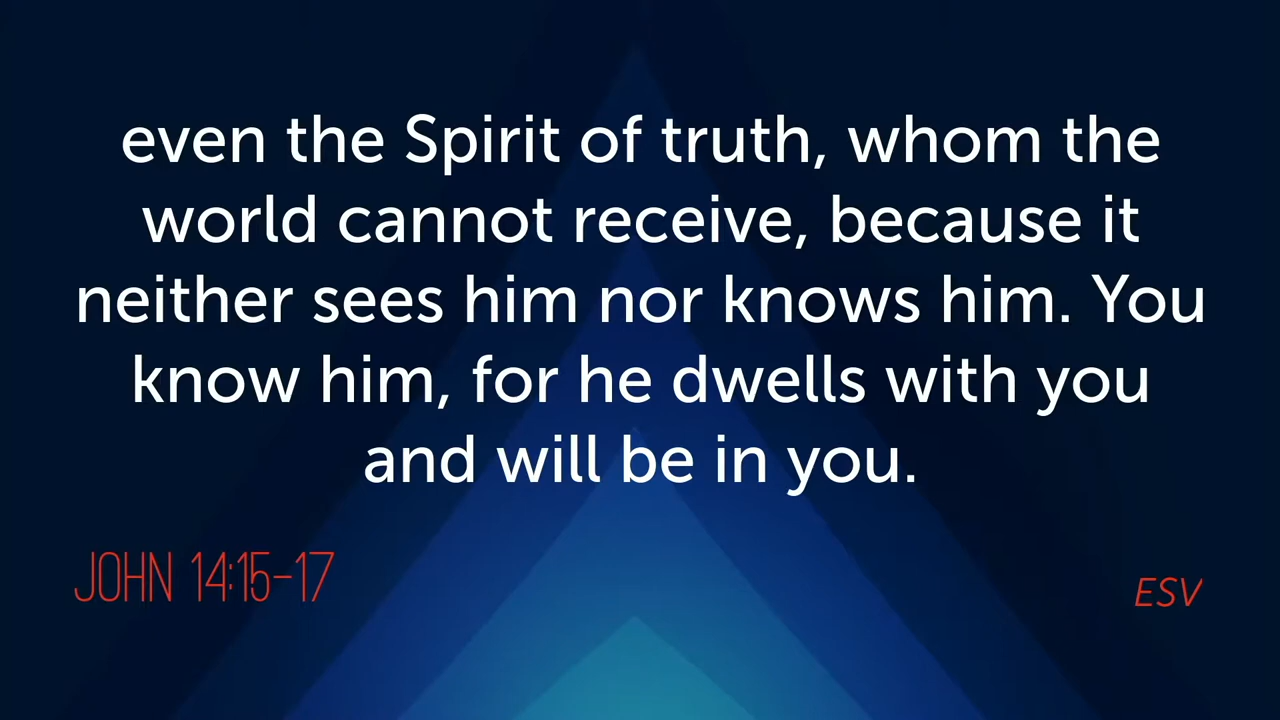 even the Spirit of truth, whom the
world cannot receive, because it
neither sees him nor knows him. You
know him, for he dwells with you
and will be in you.
JOHN 14:15-17
ESV